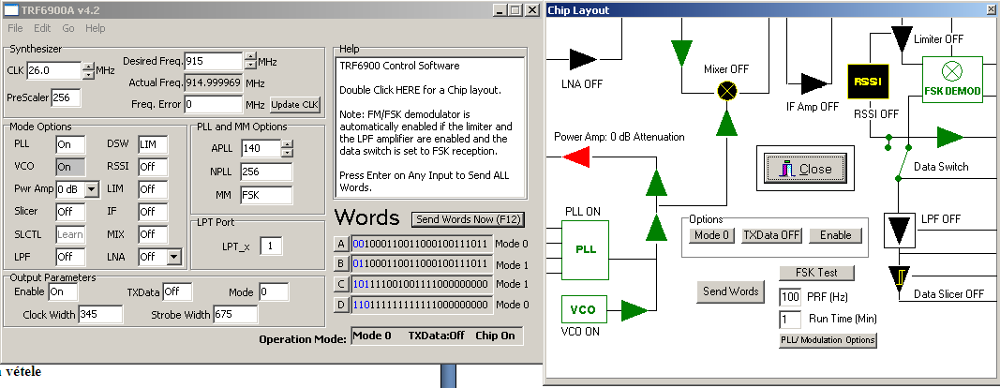 TRF6900A v4.2
File Edit Go Help
Synthesizer
CLK 26.0 MHz
PreScaler 256
Desired Freq. 915 MHz
Actual Freq. 914.999969 MHz
Freq. Error 0 MHz
Update CLK
Mode Options
PLL On DSW LIM
VCO On RSSI Off
Pwr Amp 0 dB LIM Off
Slicer Off IF Off
SLCTL Learn MIX Off
LPF Off LNA Off
PLL and MM Options
APLL 140
NPLL 256
MM FSK
LPT Port
LPT_x 1
Output Parameters
Enable On TXData Off Mode 0
Clock Width 345 Strobe Width 675
Help
TRF6900 Control Software
Double Click HERE for a Chip layout.
Note: FM/FSK demodulator is
automatically enabled if the limiter and
the LPF amplifier are enabled and the
data switch is set to FSK reception.
Press Enter on Any Input to Send ALL
Words.
Words Send Words Now (F12)
A 001000110011000100111011 Mode 0
B 011000110011000100111011 Mode 1
C 101111001001111000000000 Mode 1
D 110111111111111000000000 Mode 0
Operation Mode: Mode 0 TXData:Off Chip On
vétele
Chip Layout
LNA OFF
Mixer OFF
IF Amp OFF
Limiter OFF
RSSI
RSSI OFF
FSK DEMOD
Power Amp: 0 dB Attenuation
Close
Data Switch
PLL ON
PLL
VCO
VCO ON
Options
Mode 0 TXData OFF Enable
LPF OFF
Send Words
FSK Test
100 PRF (Hz)
1 Run Time (Min)
PLL/ Modulation Options
Data Slicer OFF